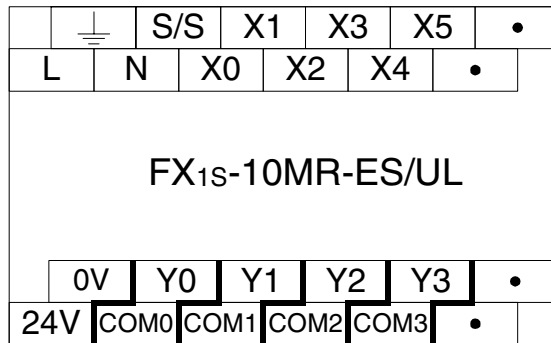 S/S X1 X3 X5 •
L N X0 X2 X4 •
FX1S-10MR-ES/UL
0V Y0 Y1 Y2 Y3 •
24V COM0 COM1 COM2 COM3 •